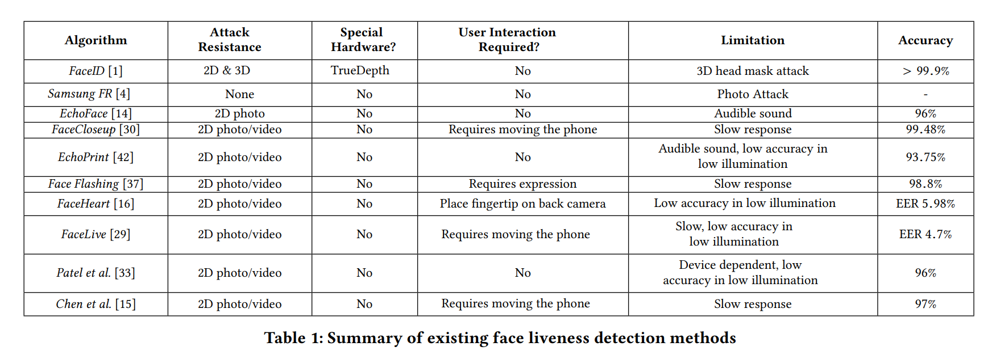 Algorithm | Attack Resistance | Special Hardware? | User Interaction Required? | Limitation | Accuracy
FaceID [1] | 2D & 3D | TrueDepth | No | 3D head mask attack | > 99.9%
Samsung FR [4] | None | No | No | Photo Attack | -
EchoFace [14] | 2D photo | No | No | Audible sound | 96%
FaceCloseup [30] | 2D photo/video | No | Requires moving the phone | Slow response | 99.48%
EchoPrint [42] | 2D photo/video | No | No | Audible sound, low accuracy in low illumination | 93.75%
Face Flashing [37] | 2D photo/video | No | Requires expression | Slow response | 98.8%
FaceHeart [16] | 2D photo/video | No | Place fingertip on back camera | Low accuracy in low illumination | EER 5.98%
FaceLive [29] | 2D photo/video | No | Requires moving the phone | Slow, low accuracy in low illumination | EER 4.7%
Patel et al. [33] | 2D photo/video | No | No | Device dependent, low accuracy in low illumination | 96%
Chen et al. [15] | 2D photo/video | No | Requires moving the phone | Slow response | 97%
Table 1: Summary of existing face liveness detection methods